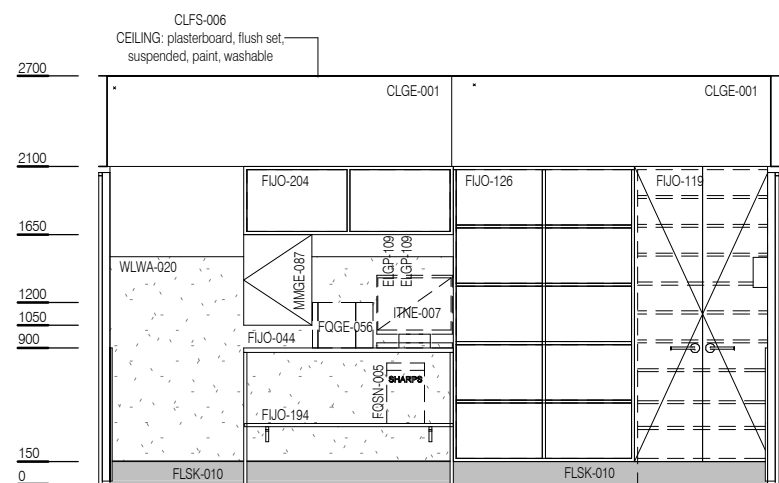 CLFS-006
CEILING: plasterboard, flush set,
suspended, paint, washable
2700
CLGE-001
CLGE-001
2100
FIJO-204
FIJO-126
FIJO-119
1650
WLWA-020
MMGE-087
ELGP-109
ELGP-109
1200
ITNE-007
1050
FQGE-056
FIJO-044
900
FQSN-005
SHARPS
FIJO-194
150
FLSK-010
FLSK-010
0